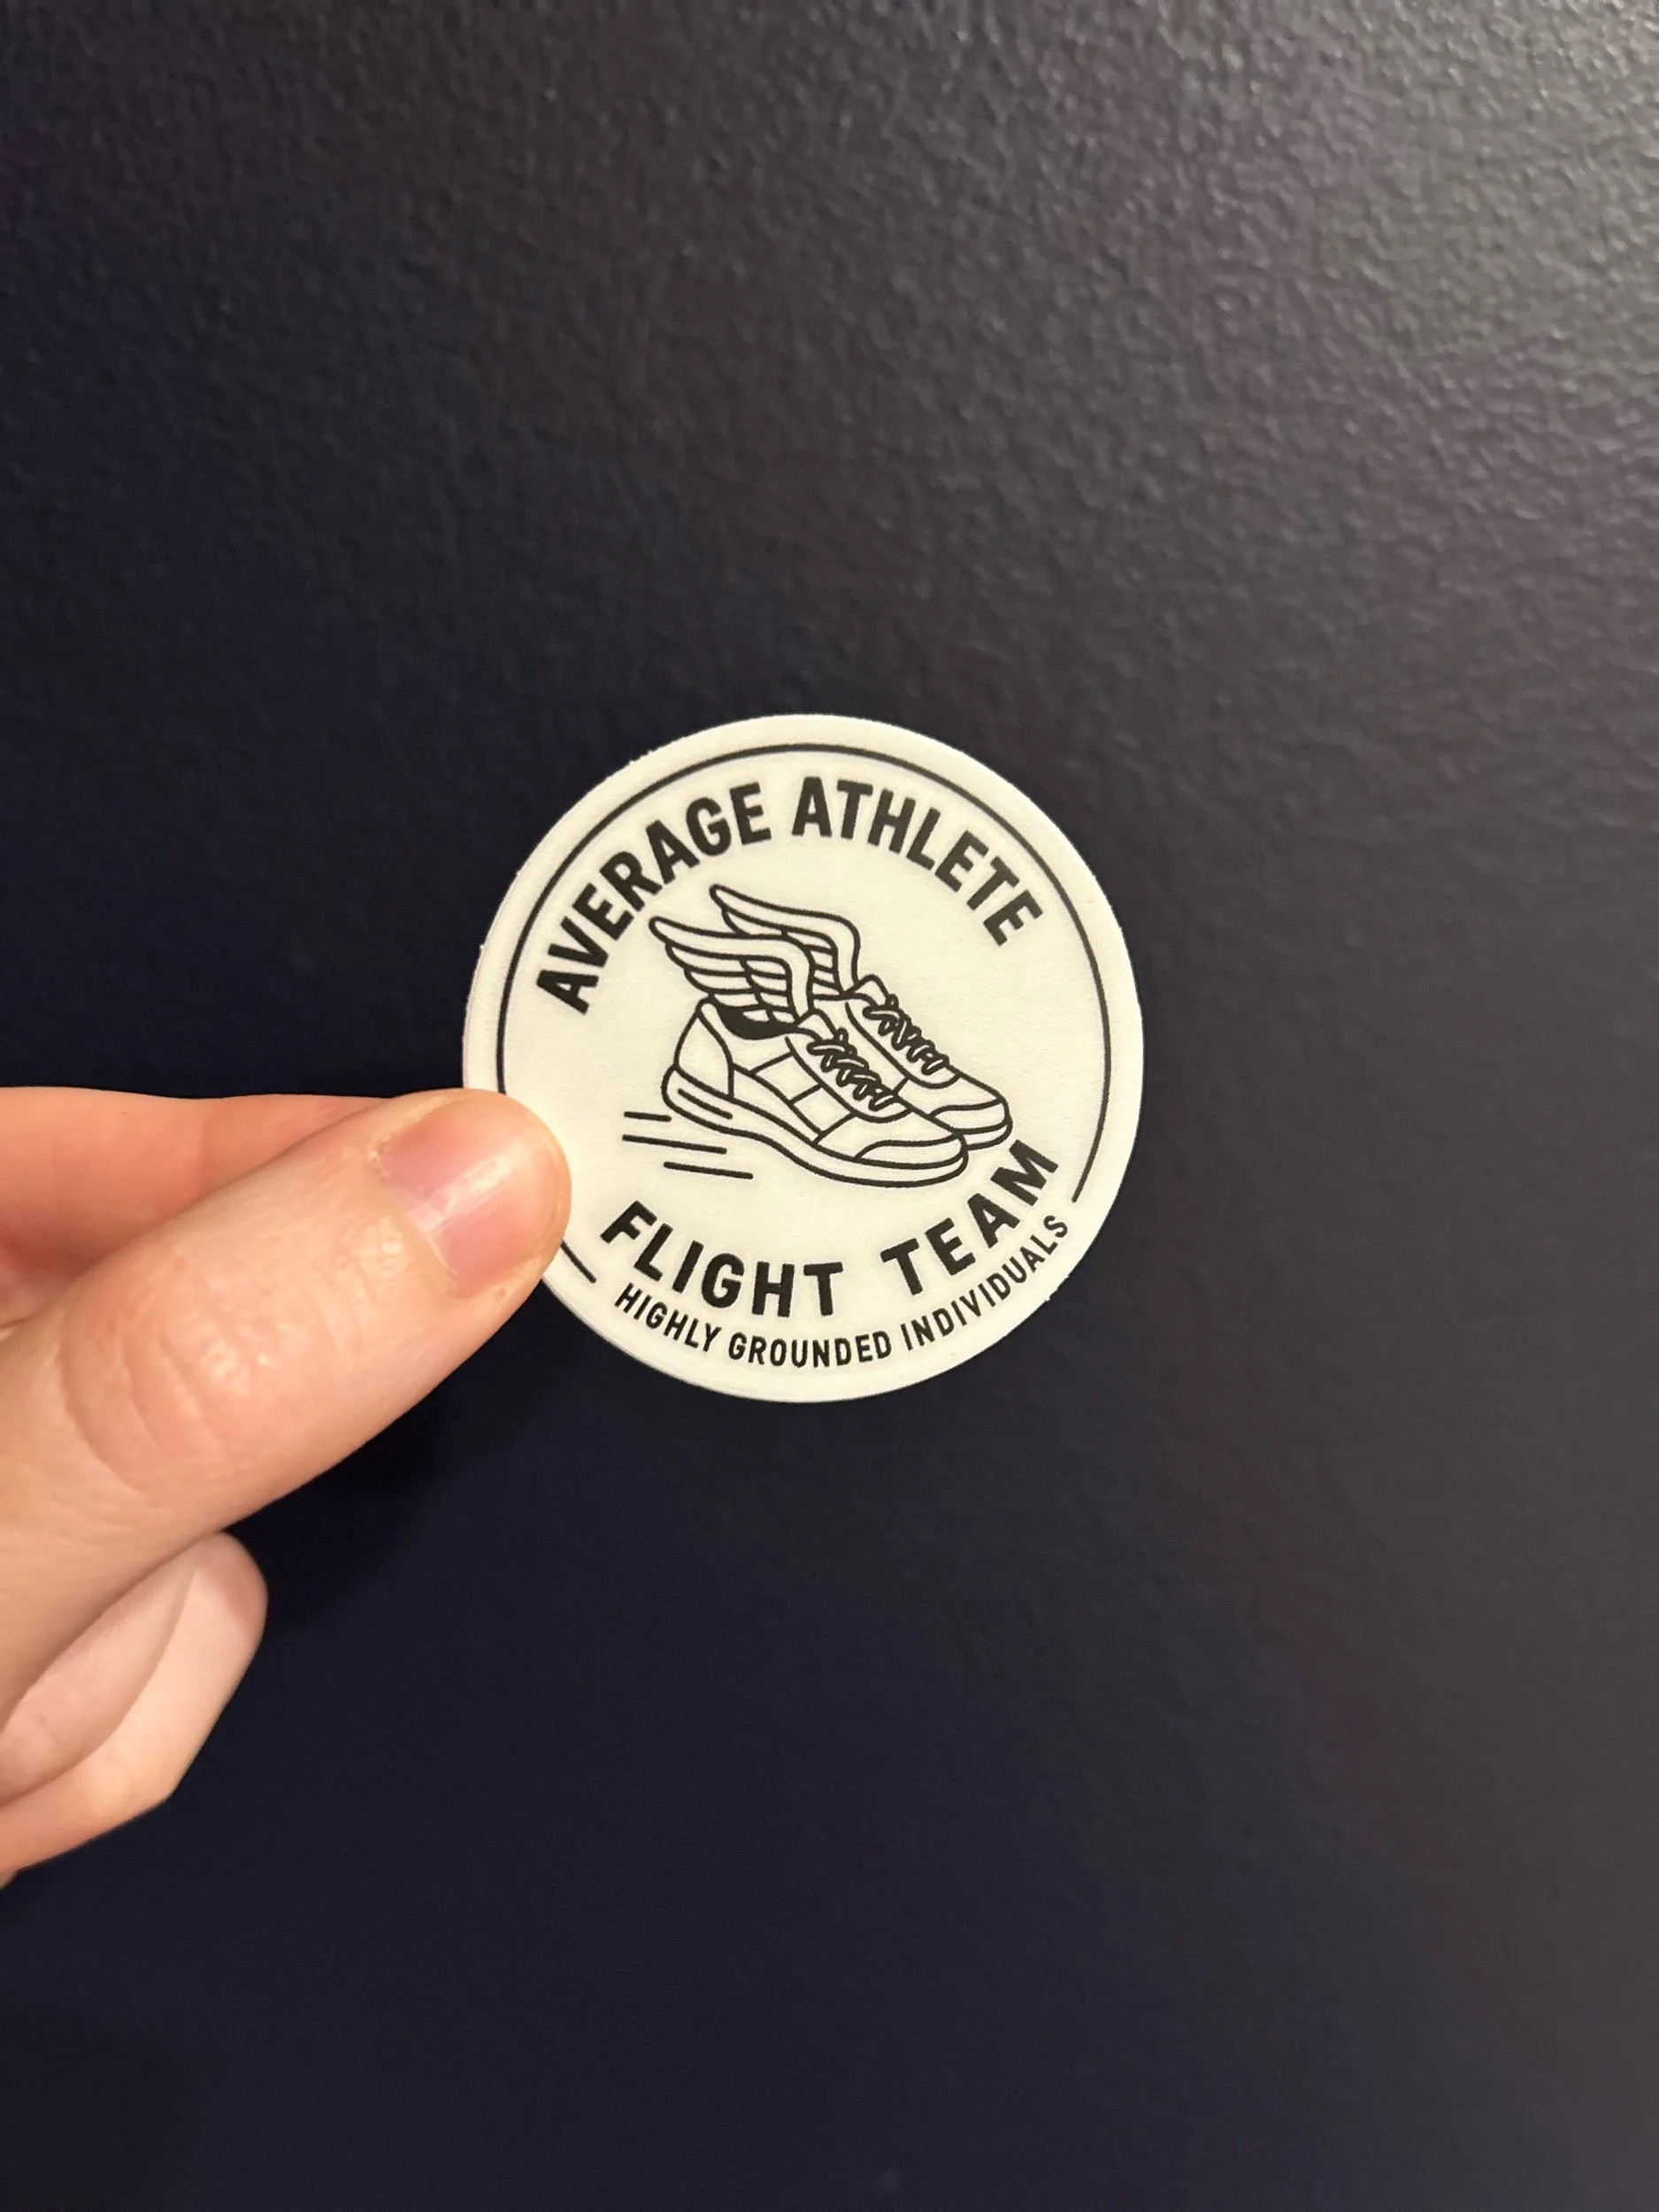 AVERAGE ATHLETE
FLIGHT TEAM
HIGHLY GROUNDED INDIVIDUALS